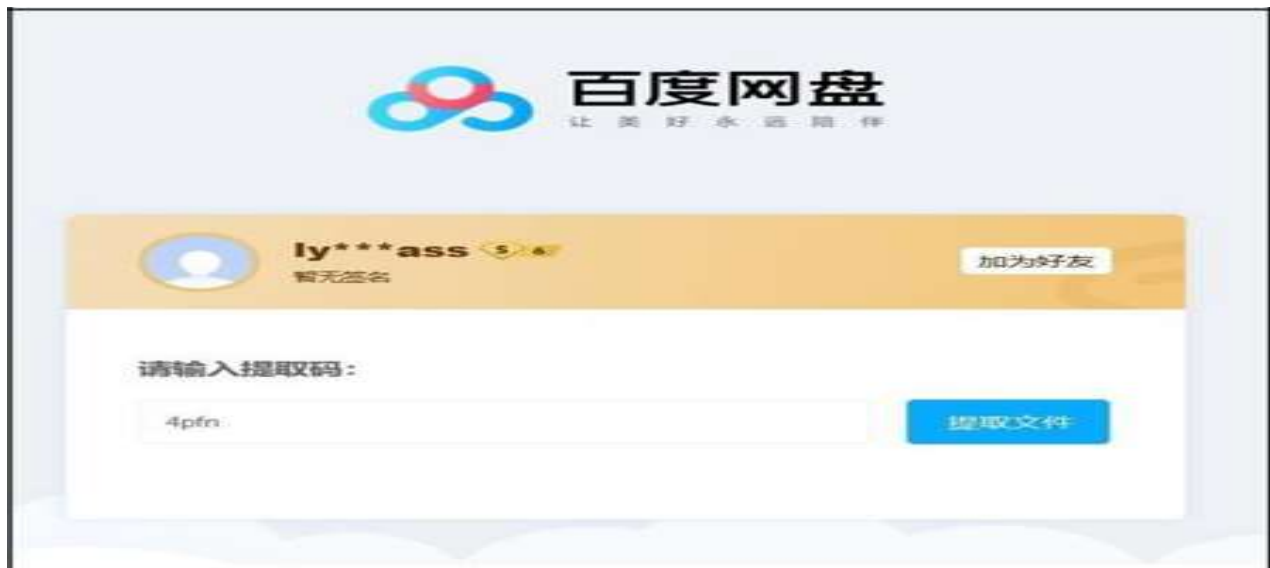 百度网盘
让美好永远陪伴
ly***ass
暂无签名
加为好友
请输入提取码：
4pfn
提取文件